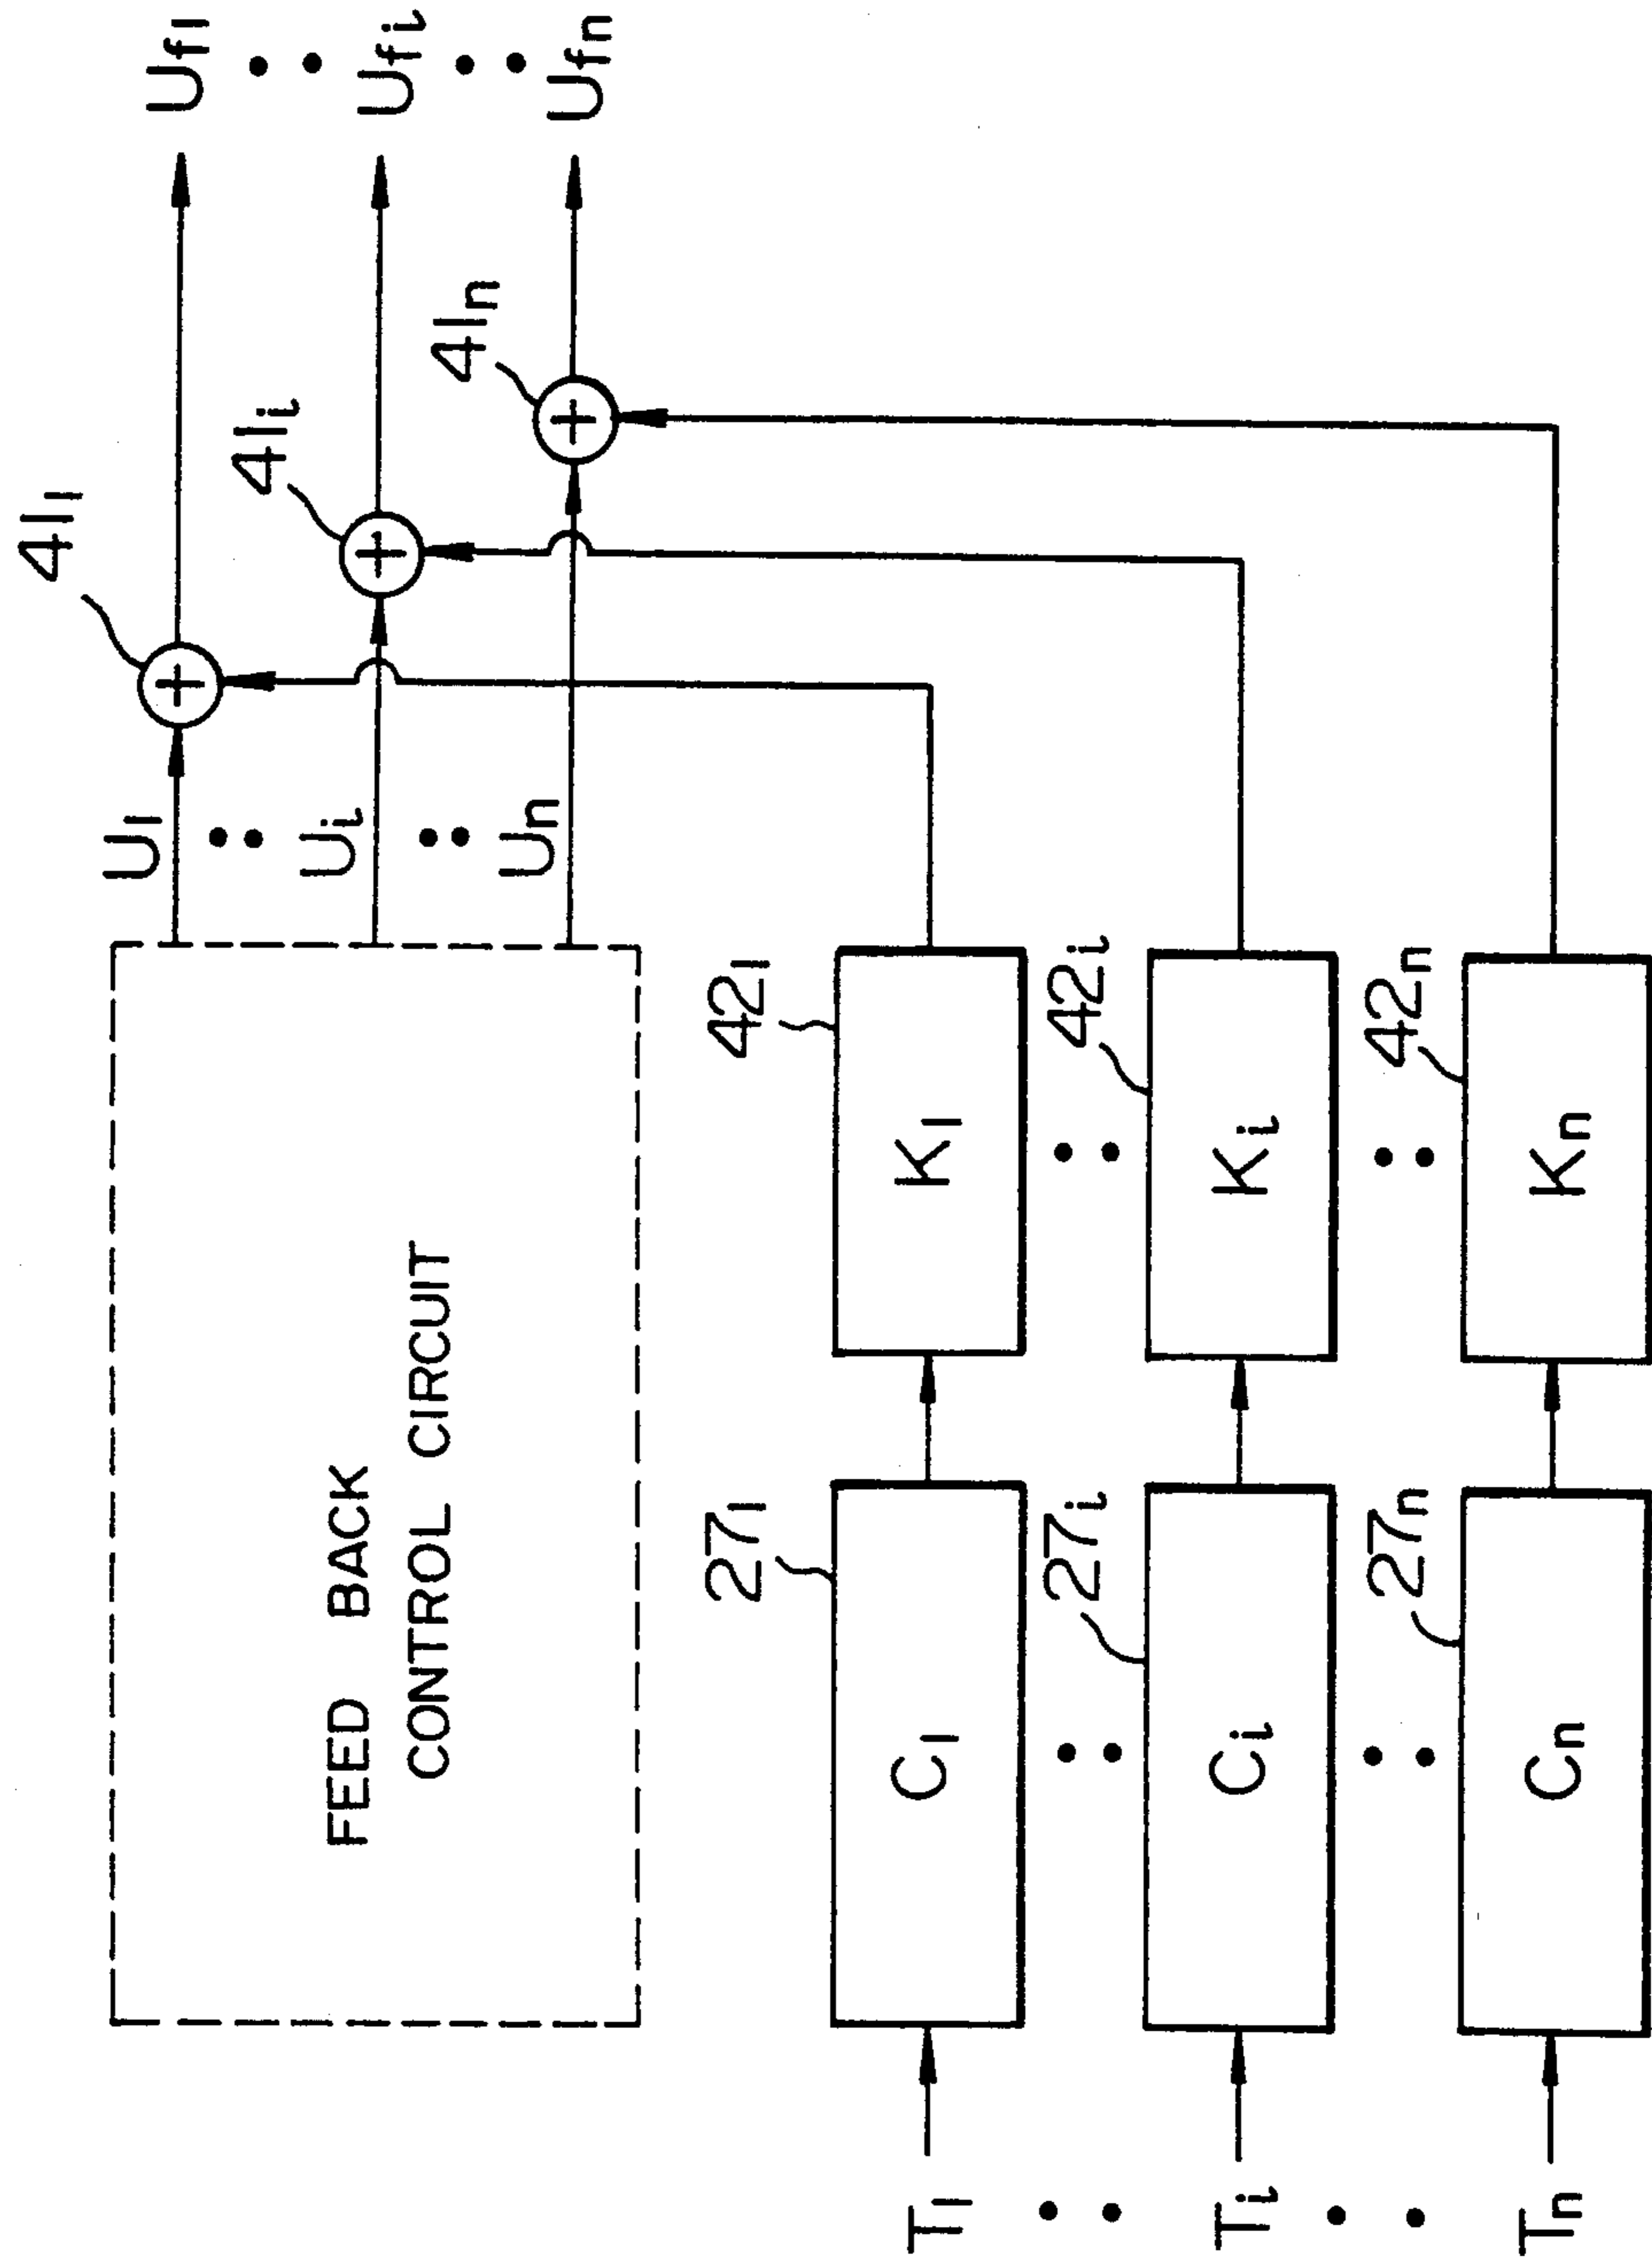 FEED BACK
CONTROL CIRCUIT
U1
Ui
Un
411
41i
41n
Uf1
Ufi
Ufn
T1
Ti
Tn
C1
271
Ci
27i
Cn
27n
K1
421
Ki
42i
Kn
42n
+
+
+